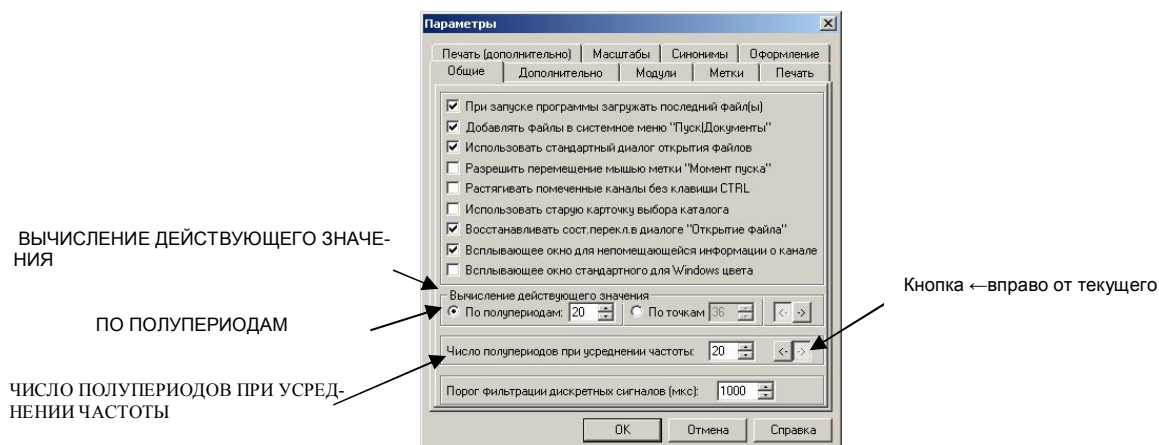 Параметры
Печать (дополнительно) Масштабы Синонимы Оформление
Общие Дополнительно Модули Метки Печать
При запуске программы загружать последний файл(ы)
Добавлять файлы в системное меню "Пуск|Документы"
Использовать стандартный диалог открытия файлов
Разрешить перемещение мышью метки "Момент пуска"
Растягивать помеченные каналы без клавиши CTRL
Использовать старую карточку выбора каталога
Восстанавливать сост.перекл.в диалоге "Открытие файла"
Всплывающее окно для непомещающейся информации о канале
Всплывающее окно стандартного для Windows цвета
Вычисление действующего значения
По полупериодам: 20 По точкам 36 <- ->
Число полупериодов при усреднении частоты: 20 <- ->
Порог фильтрации дискретных сигналов (мкс): 1000
OK Отмена Справка
ВЫЧИСЛЕНИЕ ДЕЙСТВУЮЩЕГО ЗНАЧЕ-
НИЯ
ПО ПОЛУПЕРИОДАМ
ЧИСЛО ПОЛУПЕРИОДОВ ПРИ УСРЕД-
НЕНИИ ЧАСТОТЫ
Кнопка ←вправо от текущего